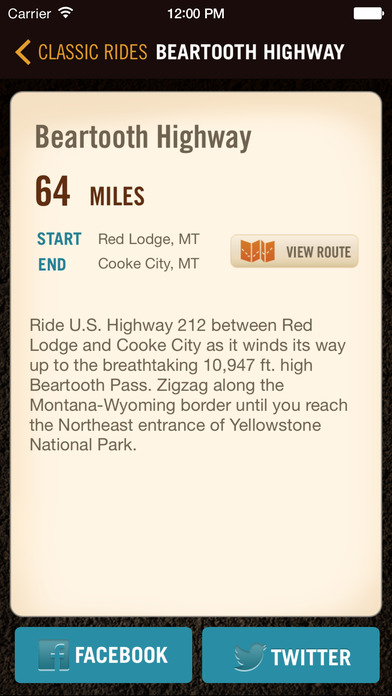 Carrier 12:00 PM
CLASSIC RIDES BEARTOOTH HIGHWAY
Beartooth Highway
64 MILES
START Red Lodge, MT
END Cooke City, MT
VIEW ROUTE
Ride U.S. Highway 212 between Red
Lodge and Cooke City as it winds its way
up to the breathtaking 10,947 ft. high
Beartooth Pass. Zigzag along the
Montana-Wyoming border until you reach
the Northeast entrance of Yellowstone
National Park.
f FACEBOOK
TWITTER